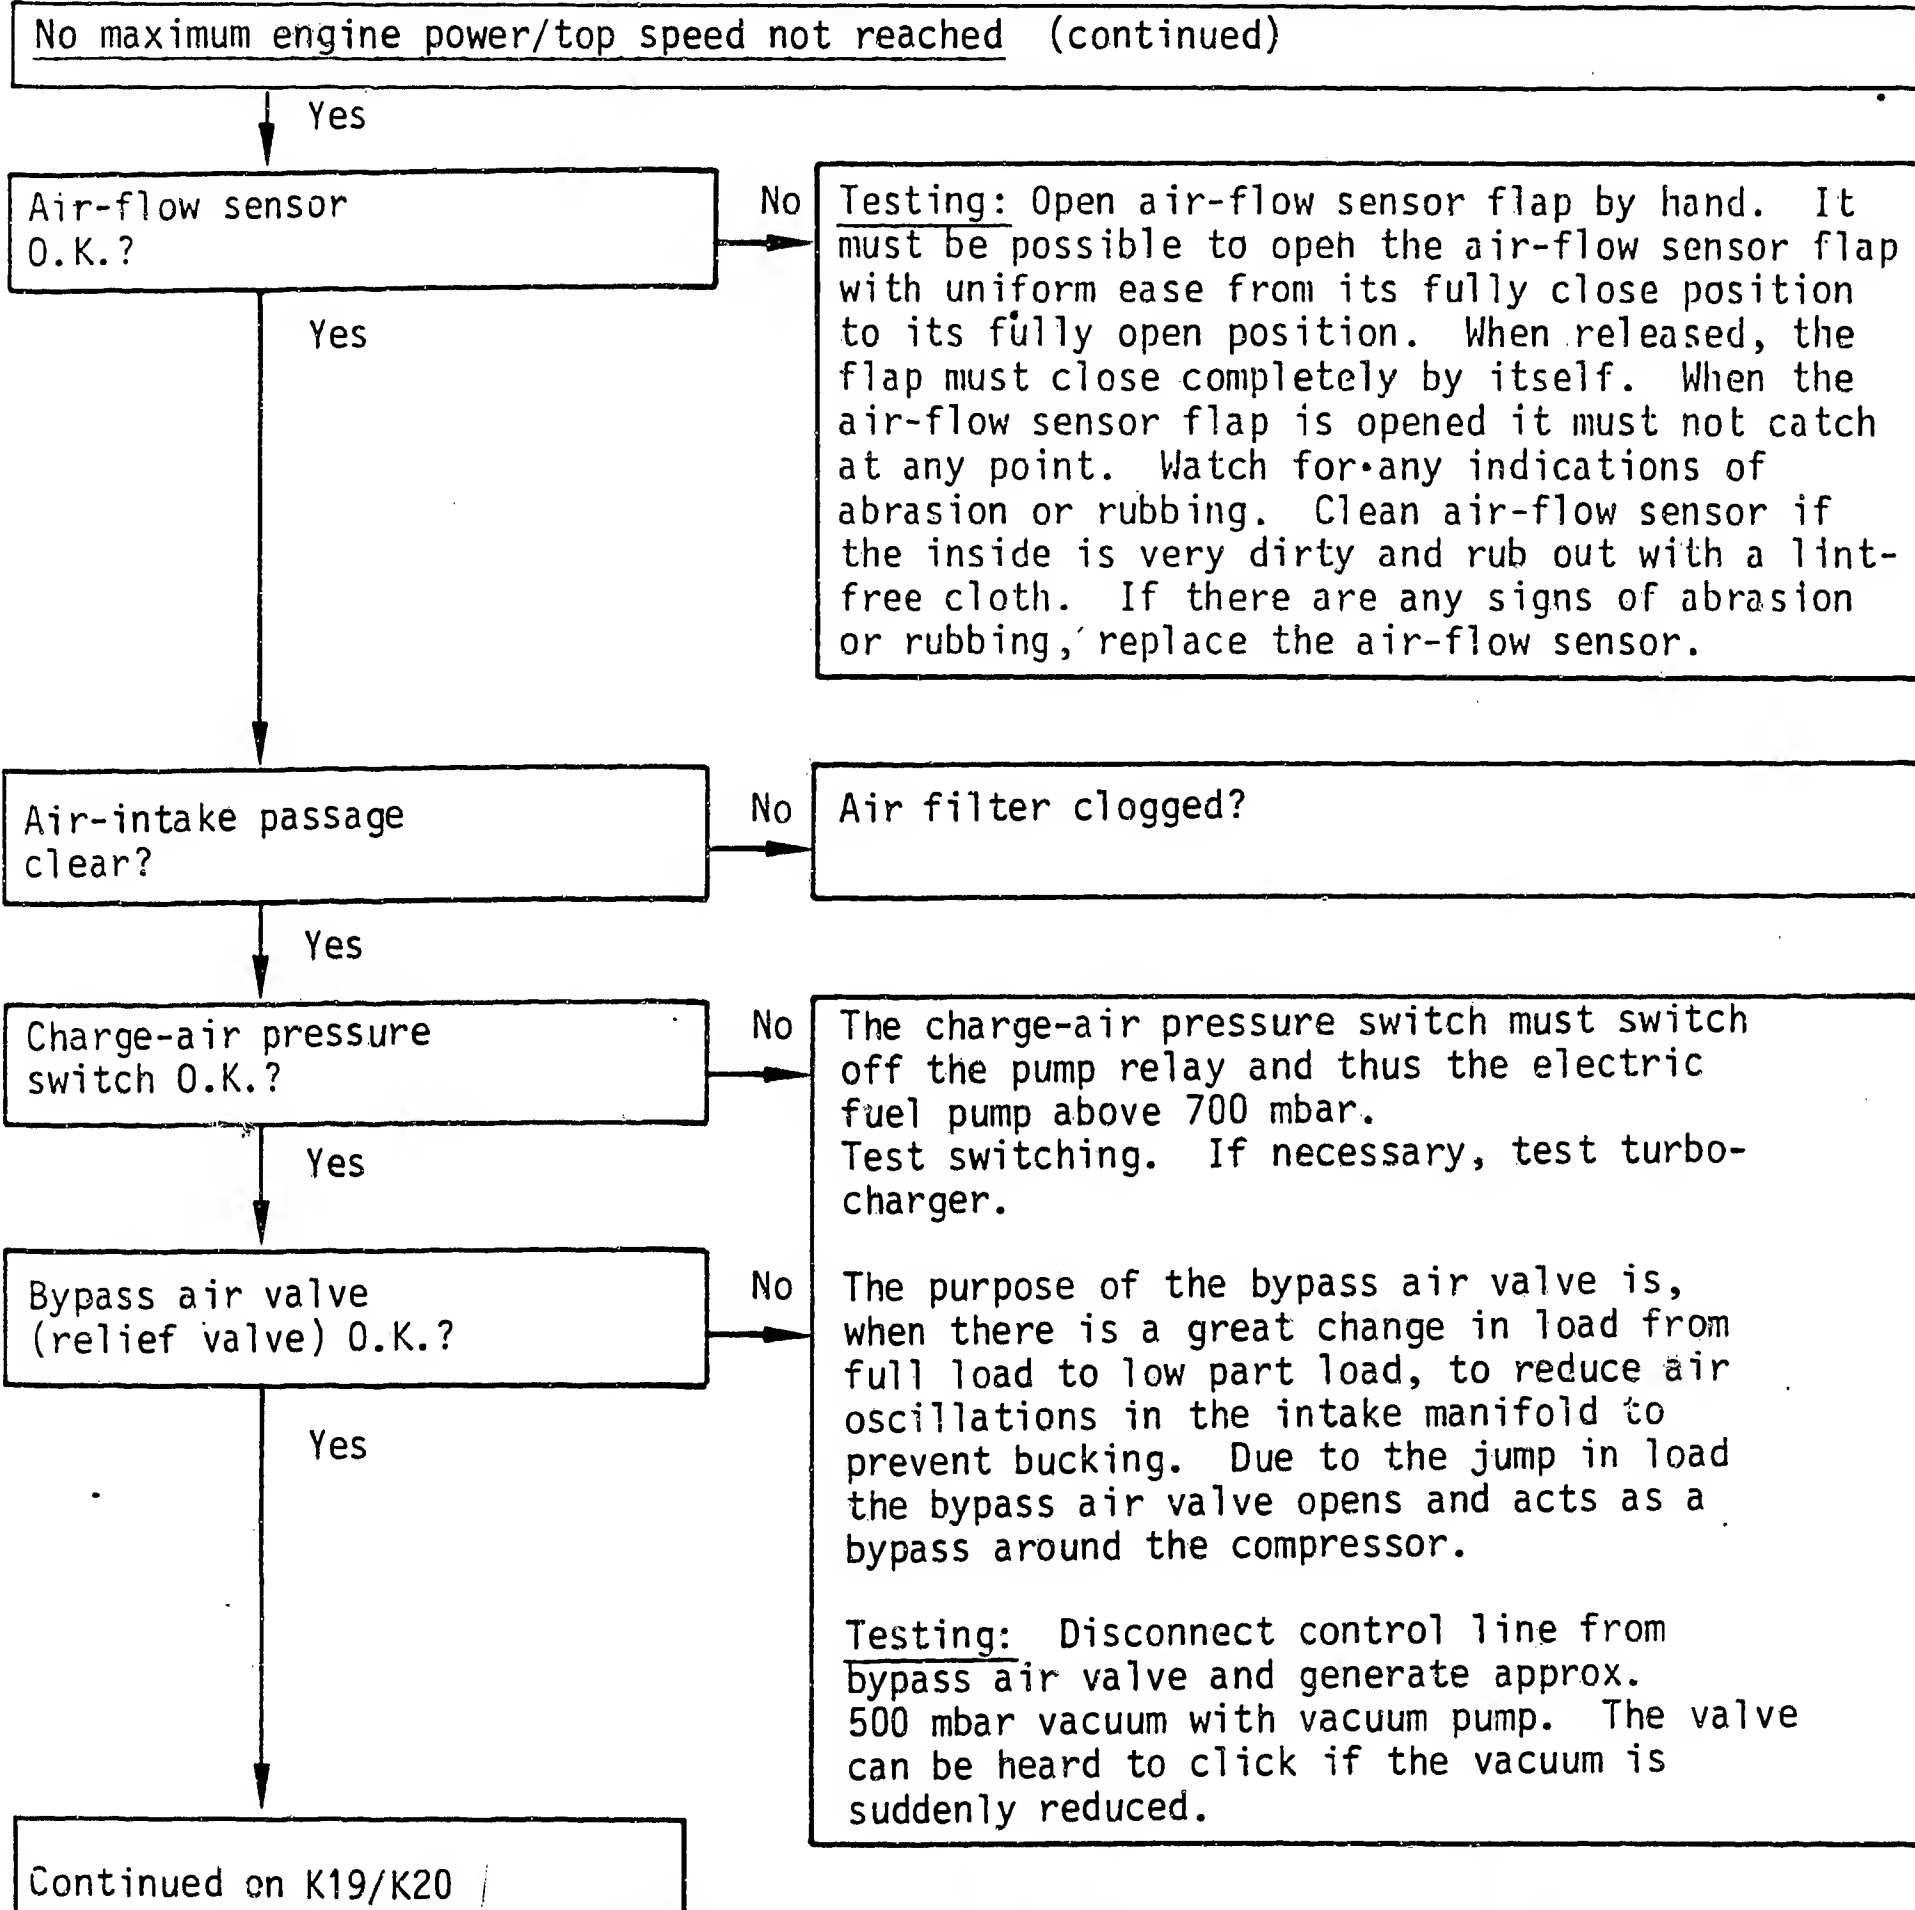 No maximum engine power/top speed not reached (continued)
Yes
Air-flow sensor
O.K.?
No
Testing: Open air-flow sensor flap by hand. It
must be possible to open the air-flow sensor flap
with uniform ease from its fully close position
to its fully open position. When released, the
flap must close completely by itself. When the
air-flow sensor flap is opened it must not catch
at any point. Watch for any indications of
abrasion or rubbing. Clean air-flow sensor if
the inside is very dirty and rub out with a lint-
free cloth. If there are any signs of abrasion
or rubbing, replace the air-flow sensor.
Yes
Air-intake passage
clear?
No
Air filter clogged?
Yes
Charge-air pressure
switch O.K.?
No
The charge-air pressure switch must switch
off the pump relay and thus the electric
fuel pump above 700 mbar.
Test switching. If necessary, test turbo-
charger.
Yes
Bypass air valve
(relief valve) O.K.?
No
The purpose of the bypass air valve is,
when there is a great change in load from
full load to low part load, to reduce air
oscillations in the intake manifold to
prevent bucking. Due to the jump in load
the bypass air valve opens and acts as a
bypass around the compressor.
Testing: Disconnect control line from
bypass air valve and generate approx.
500 mbar vacuum with vacuum pump. The valve
can be heard to click if the vacuum is
suddenly reduced.
Yes
Continued on K19/K20